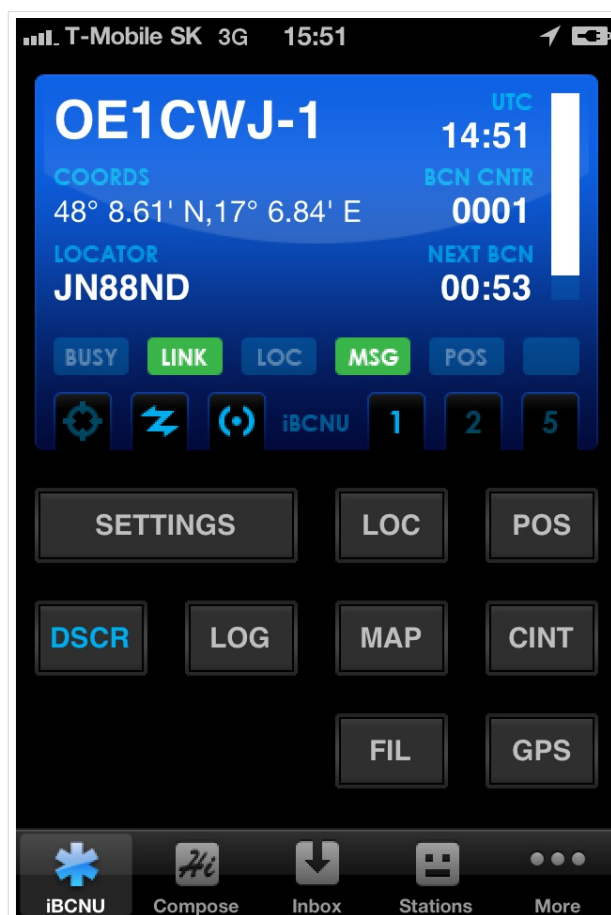 T-Mobile SK 3G 15:51
OE1CWJ-1
UTC
14:51
COORDS
48° 8.61' N,17° 6.84' E
BCN CNTR
0001
LOCATOR
JN88ND
NEXT BCN
00:53
BUSY LINK LOC MSG POS
iBCNU 1 2 5
SETTINGS LOC POS
DSCR LOG MAP CINT
FIL GPS
Hi
iBCNU Compose Inbox Stations More